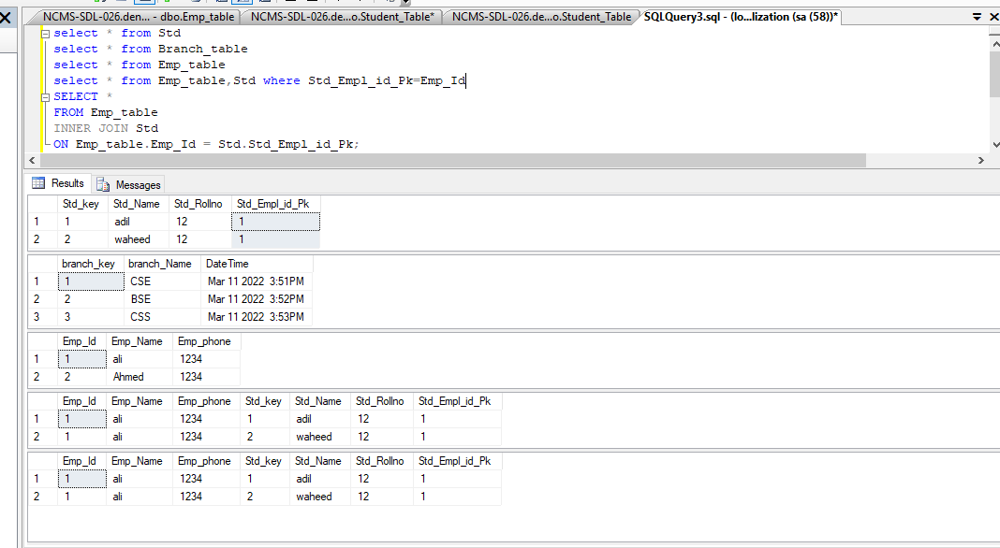 NCMS-SDL-026.den... - dbo.Emp_table NCMS-SDL-026.de...o.Student_Table* NCMS-SDL-026.de...o.Student_Table SQLQuery3.sql - (lo...lization (sa (58))*
select * from Std
select * from Branch_table
select * from Emp_table
select * from Emp_table,Std where Std_Empl_id_Pk=Emp_Id
SELECT *
FROM Emp_table
INNER JOIN Std
ON Emp_table.Emp_Id = Std.Std_Empl_id_Pk;
Results Messages
Std_key Std_Name Std_Rollno Std_Empl_id_Pk
1 1 adil 12 1
2 2 waheed 12 1
branch_key branch_Name DateTime
1 1 CSE Mar 11 2022 3:51PM
2 2 BSE Mar 11 2022 3:52PM
3 3 CSS Mar 11 2022 3:53PM
Emp_Id Emp_Name Emp_phone
1 1 ali 1234
2 2 Ahmed 1234
Emp_Id Emp_Name Emp_phone Std_key Std_Name Std_Rollno Std_Empl_id_Pk
1 1 ali 1234 1 adil 12 1
2 1 ali 1234 2 waheed 12 1
Emp_Id Emp_Name Emp_phone Std_key Std_Name Std_Rollno Std_Empl_id_Pk
1 1 ali 1234 1 adil 12 1
2 1 ali 1234 2 waheed 12 1